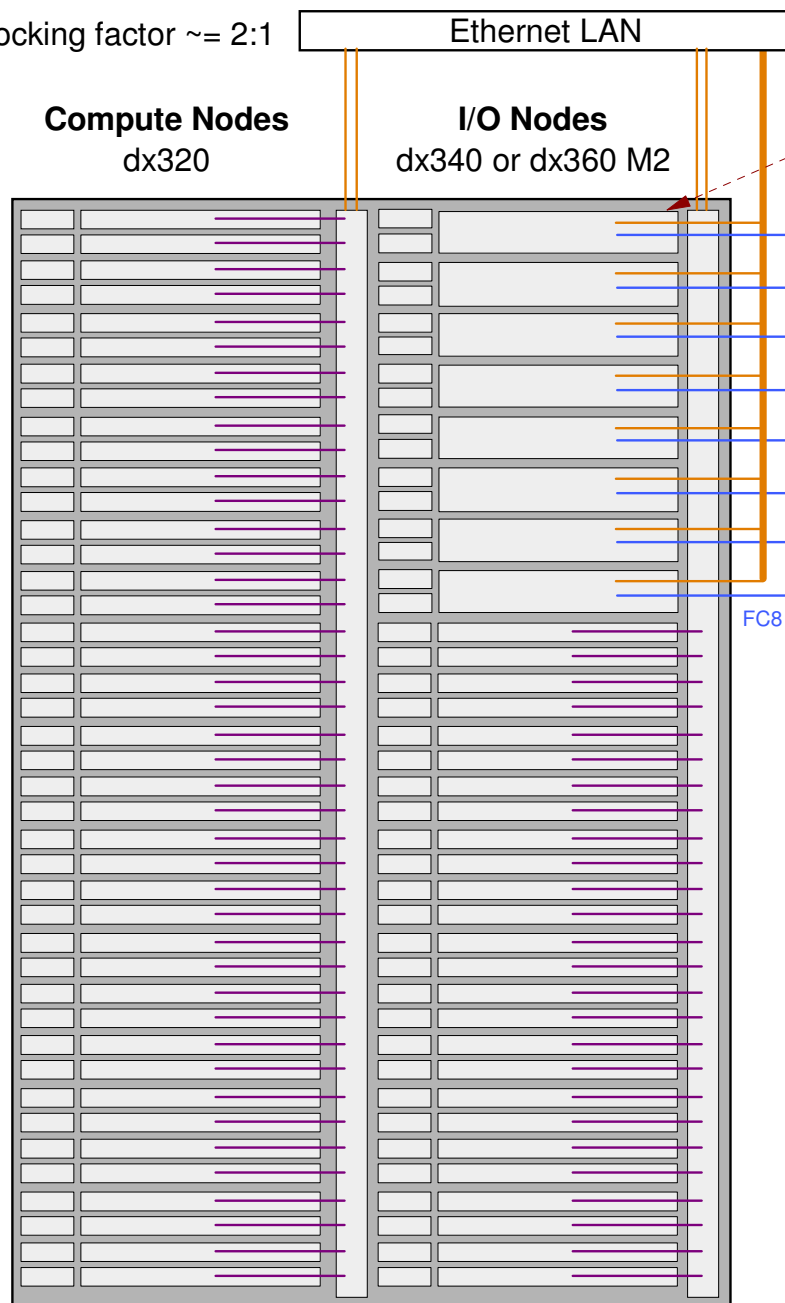 ocking factor ~= 2:1
Ethernet LAN
Compute Nodes
dx320
I/O Nodes
dx340 or dx360 M2
FC8